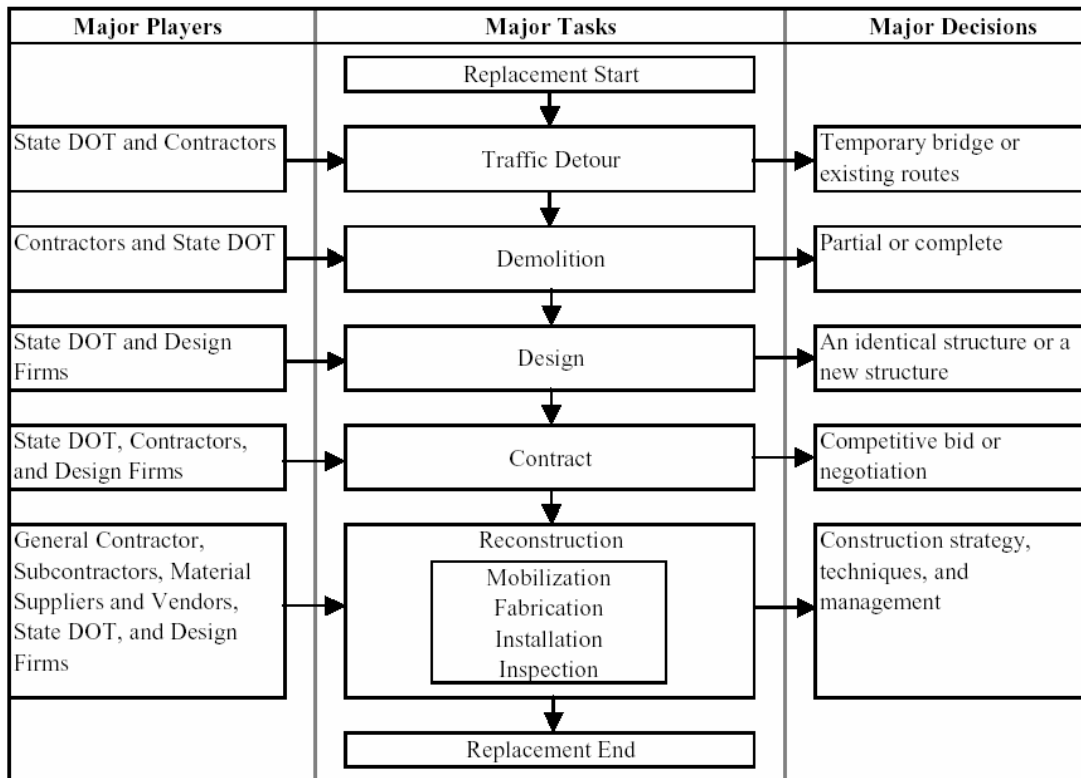 Major Players
Major Tasks
Major Decisions
Replacement Start
State DOT and Contractors
Traffic Detour
Temporary bridge or
existing routes
Contractors and State DOT
Demolition
Partial or complete
State DOT and Design
Firms
Design
An identical structure or a
new structure
State DOT, Contractors,
and Design Firms
Contract
Competitive bid or
negotiation
General Contractor,
Subcontractors, Material
Suppliers and Vendors,
State DOT, and Design
Firms
Reconstruction
Mobilization
Fabrication
Installation
Inspection
Construction strategy,
techniques, and
management
Replacement End